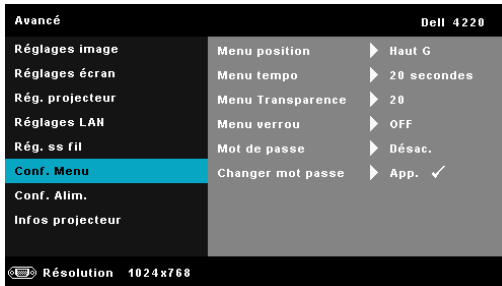 Avancé Dell 4220
Réglages image
Réglages écran
Rég. projecteur
Réglages LAN
Rég. ss fil
Conf. Menu
Conf. Alim.
Infos projecteur
Menu position Haut G
Menu tempo 20 secondes
Menu Transparence 20
Menu verrou OFF
Mot de passe Désac.
Changer mot passe App.
Résolution 1024x768